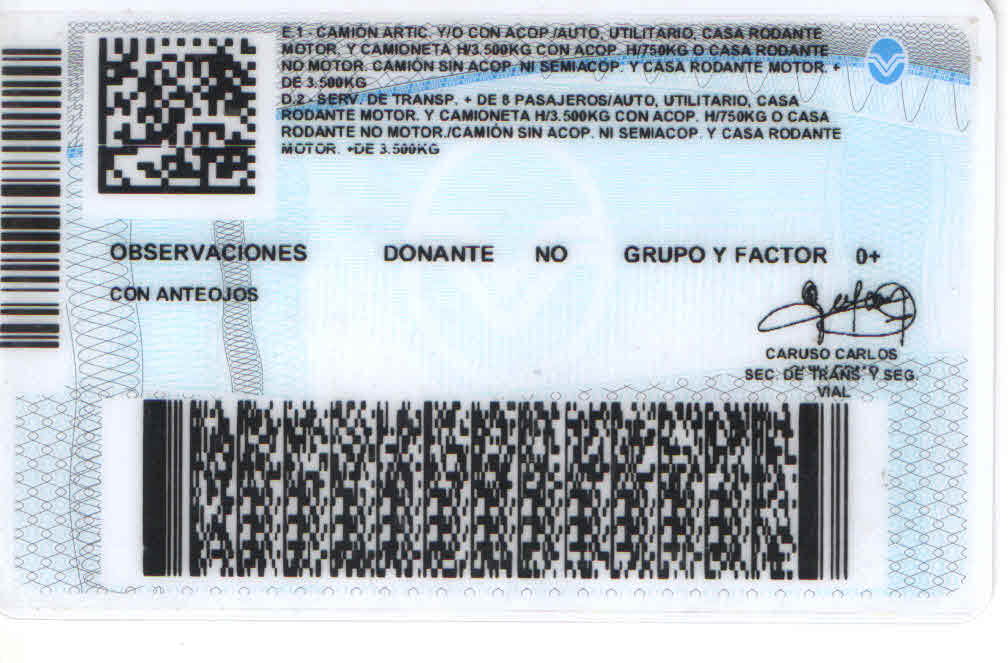 E.1 - CAMIÓN ARTIC. Y/O CON ACOP./AUTO, UTILITARIO, CASA RODANTE
MOTOR. Y CAMIONETA H/3.500KG CON ACOP. H/750KG O CASA RODANTE
NO MOTOR. CAMIÓN SIN ACOP. NI SEMIACOP. Y CASA RODANTE MOTOR. +
DE 3.500KG
D.2 - SERV. DE TRANSP. + DE 8 PASAJEROS/AUTO, UTILITARIO, CASA
RODANTE MOTOR. Y CAMIONETA H/3.500KG CON ACOP. H/750KG O CASA
RODANTE NO MOTOR./CAMIÓN SIN ACOP. NI SEMIACOP. Y CASA RODANTE
MOTOR. +DE 3.500KG
OBSERVACIONES DONANTE NO GRUPO Y FACTOR 0+
CON ANTEOJOS
CARUSO CARLOS
SEC. DE TRANS. Y SEG.
VIAL